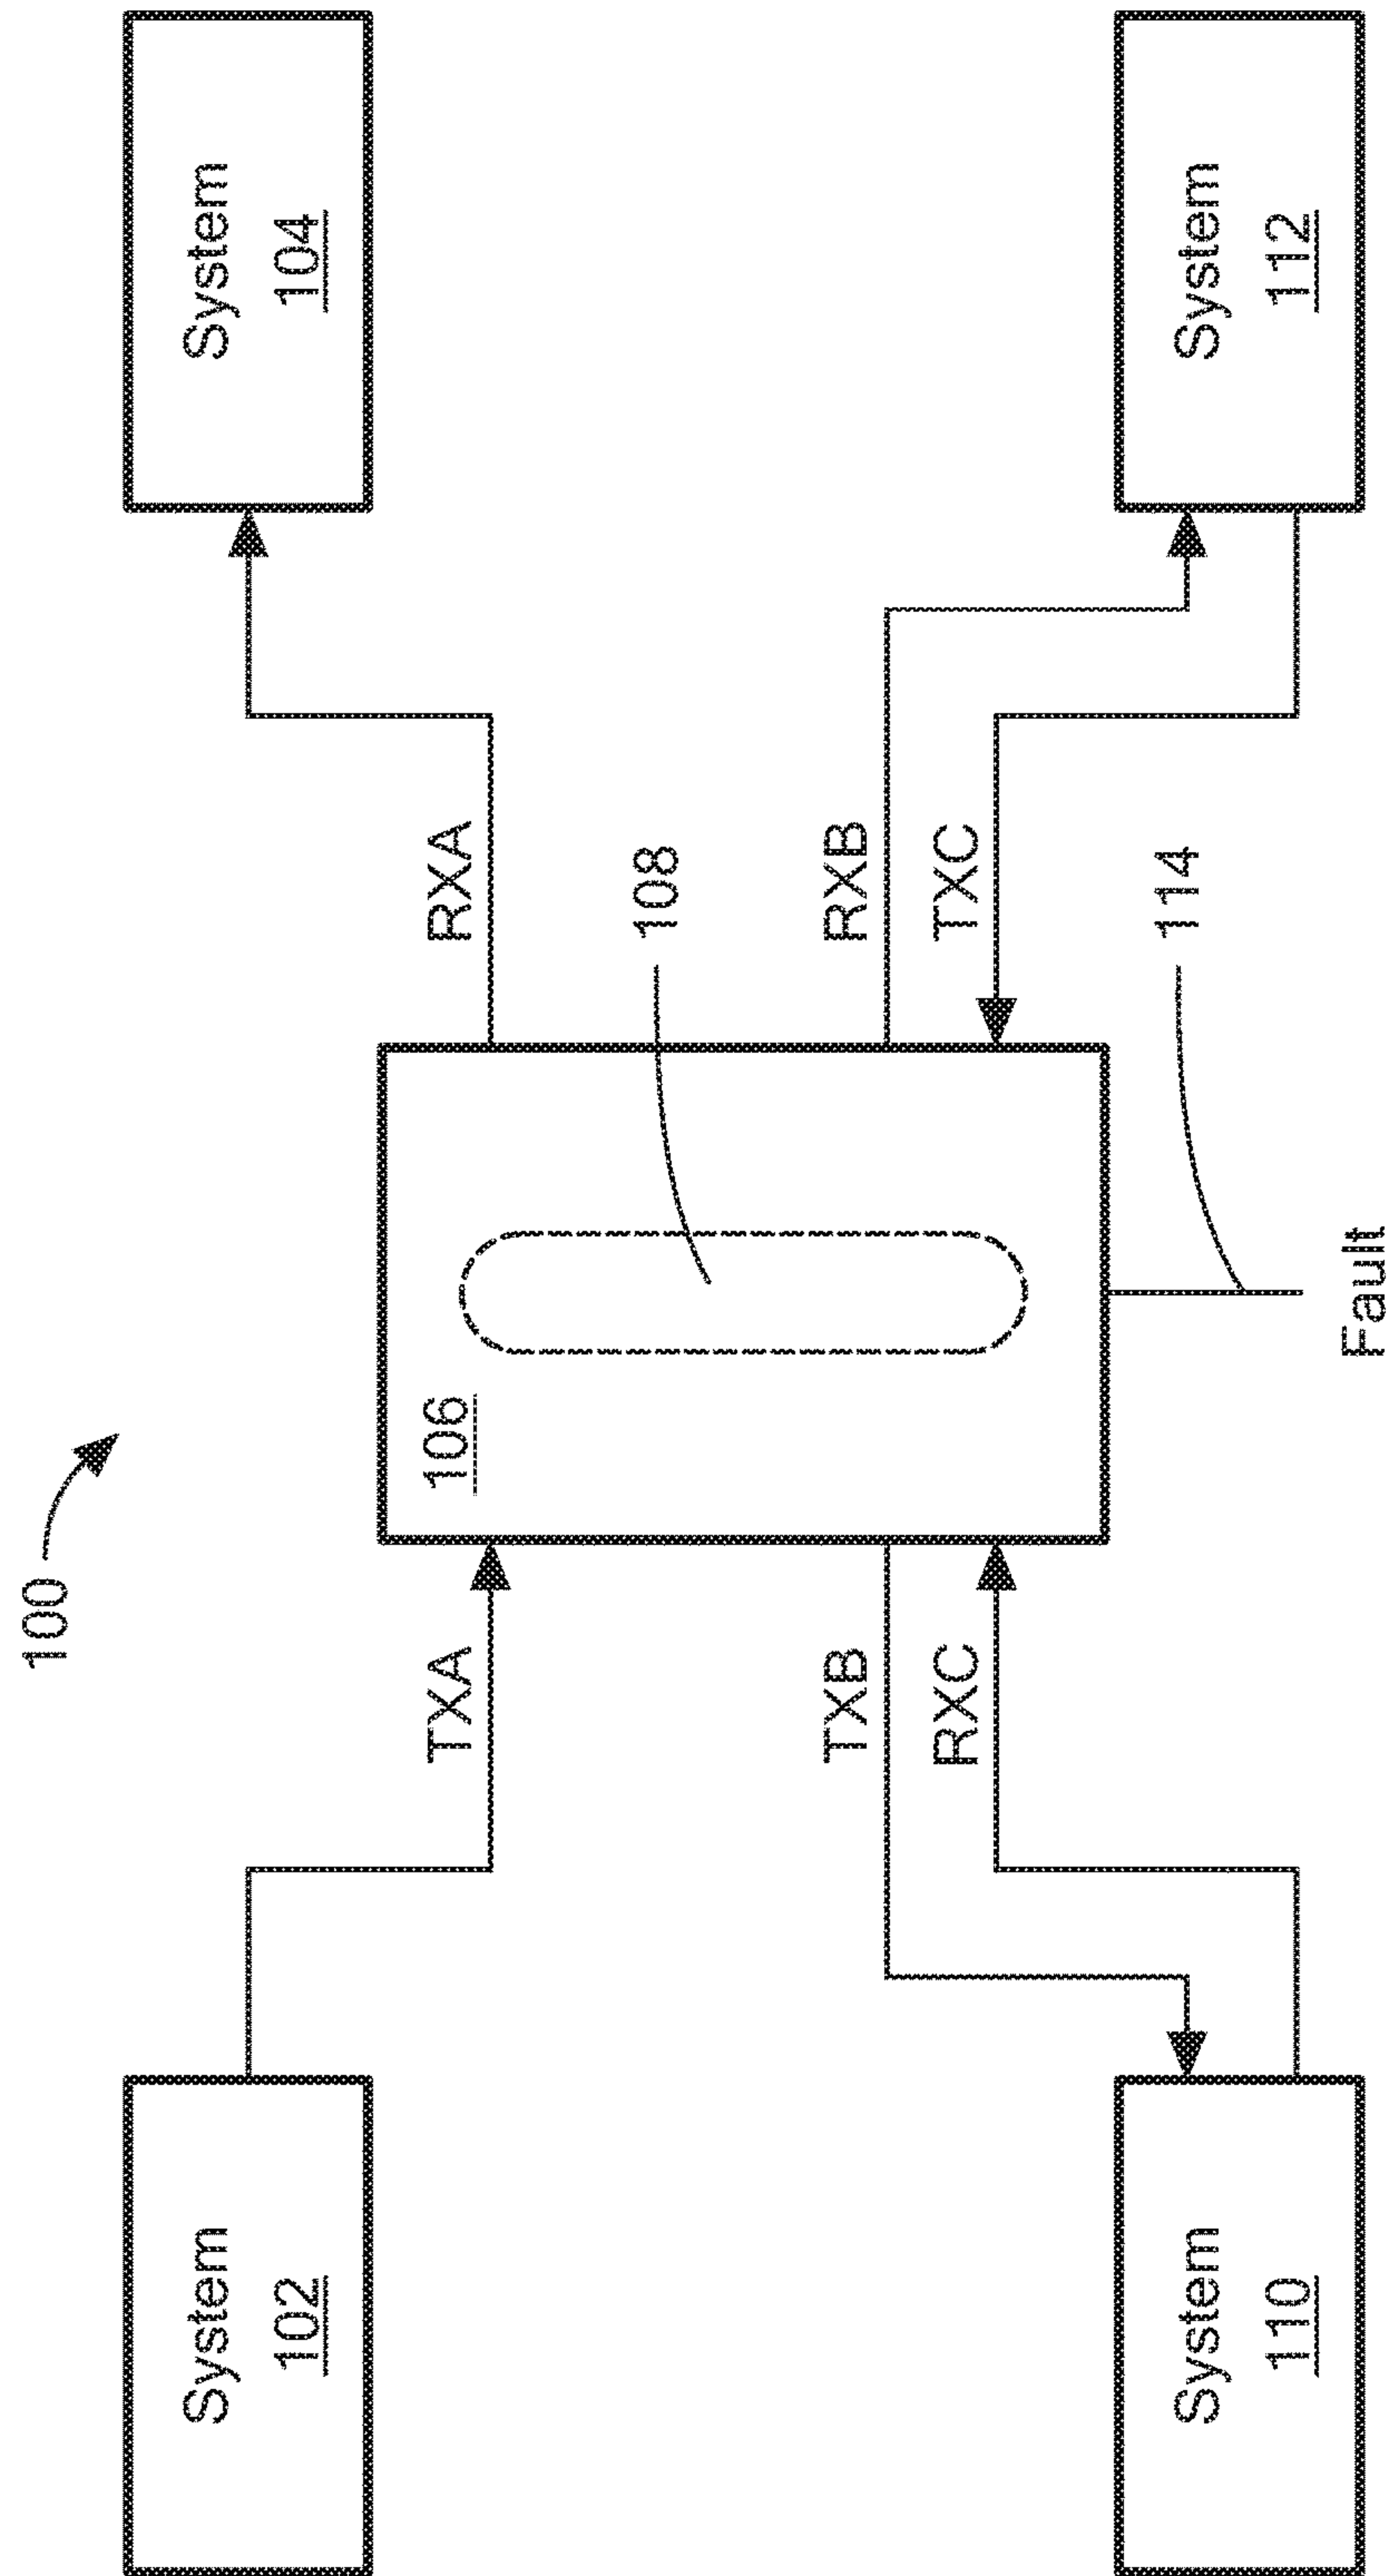 100
System
102
System
104
TXA
RXA
106
108
TXB
RXB
RXC
TXC
System
110
System
112
114
Fault